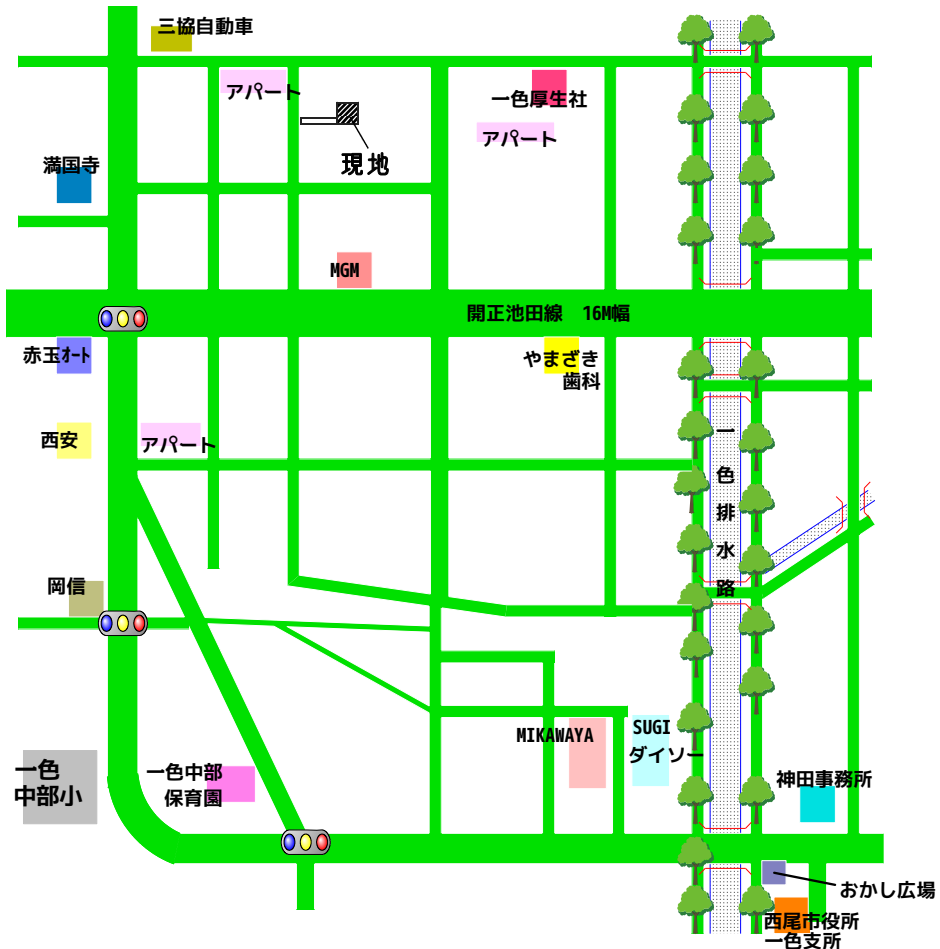 三協自動車
アパート
一色厚生社
アパート
現地
満国寺
MGM
開正池田線 16M幅
赤玉ｵｰﾄ
やまざき
歯科
西安
アパート
一色排水路
岡信
MIKAWAYA
SUGI
ダイソー
一色
中部小
一色中部
保育園
神田事務所
おかし広場
西尾市役所
一色支所